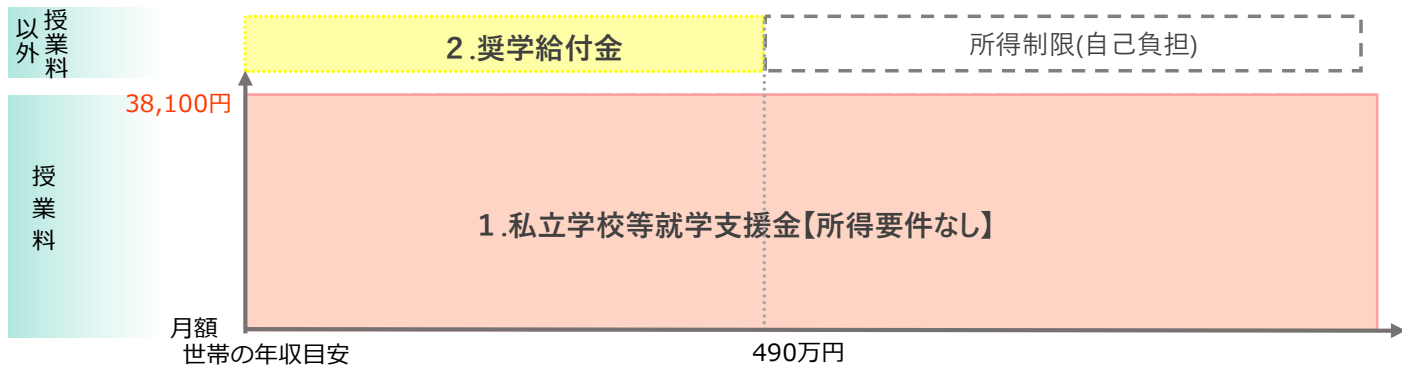 授業料
以外
2.奨学給付金
所得制限(自己負担)
38,100円
授業料
1.私立学校等就学支援金【所得要件なし】
月額
世帯の年収目安
490万円